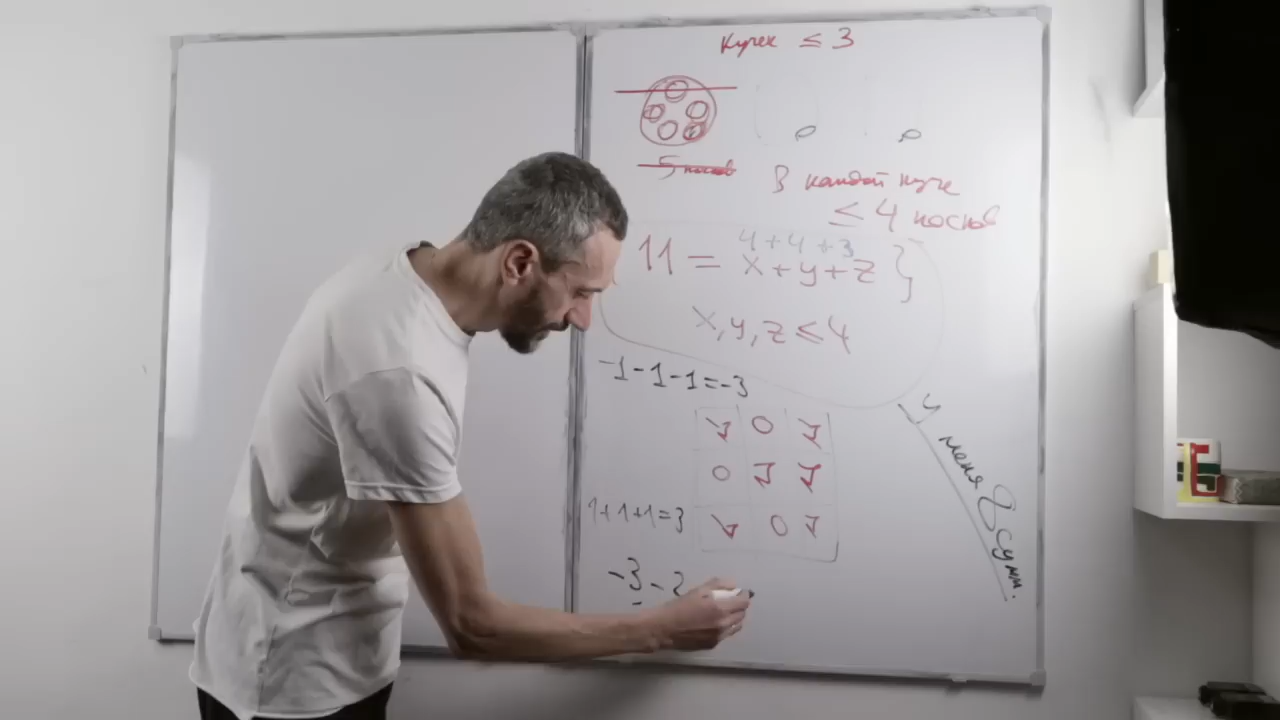 Кучек ≤ 3
5 носков
В каждой куче
≤ 4 носков
4+4+3
11 = x+y+z }
x, y, z ≤ 4
-1-1-1=-3
0
0
1+1+1=3
0
-3 -2
У меня 8 сумм.